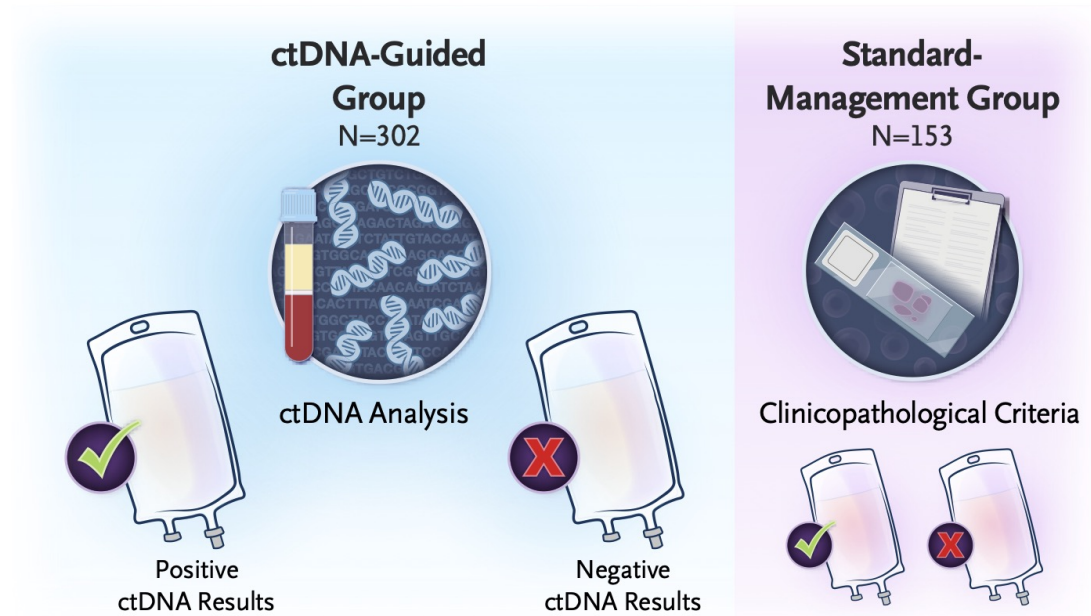 ctDNA-Guided
Group
N=302
ctDNA Analysis
Positive
ctDNA Results
Negative
ctDNA Results
Standard-
Management Group
N=153
Clinicopathological Criteria